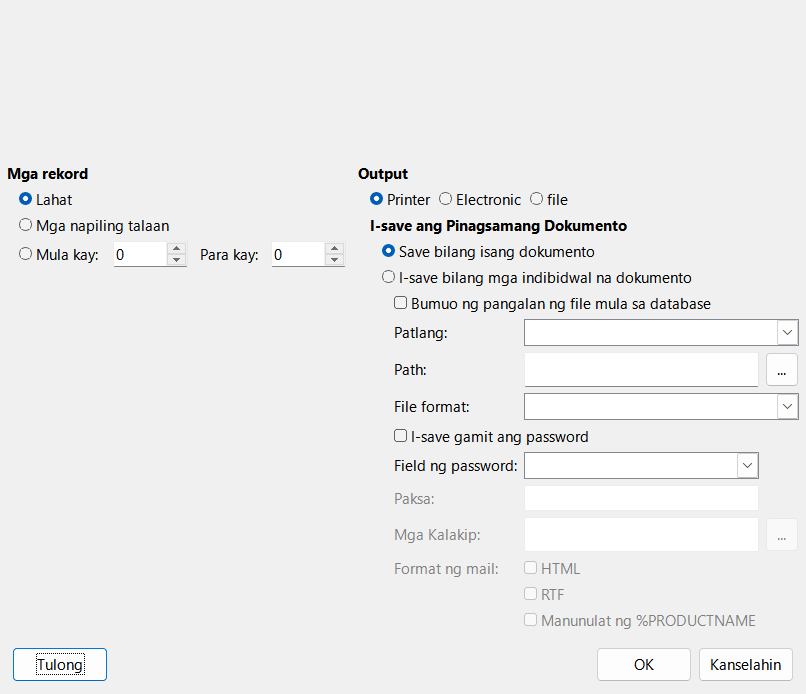 Mga rekord
Lahat
Mga napiling talaan
Mula kay: 0 Para kay: 0
Output
Printer Electronic file
I-save ang Pinagsamang Dokumento
Save bilang isang dokumento
I-save bilang mga indibidwal na dokumento
Bumuo ng pangalan ng file mula sa database
Patlang:
Path: ...
File format:
I-save gamit ang password
Field ng password:
Paksa:
Mga Kalakip: ...
Format ng mail: HTML
RTF
Manunulat ng %PRODUCTNAME
Tulong OK Kanselahin